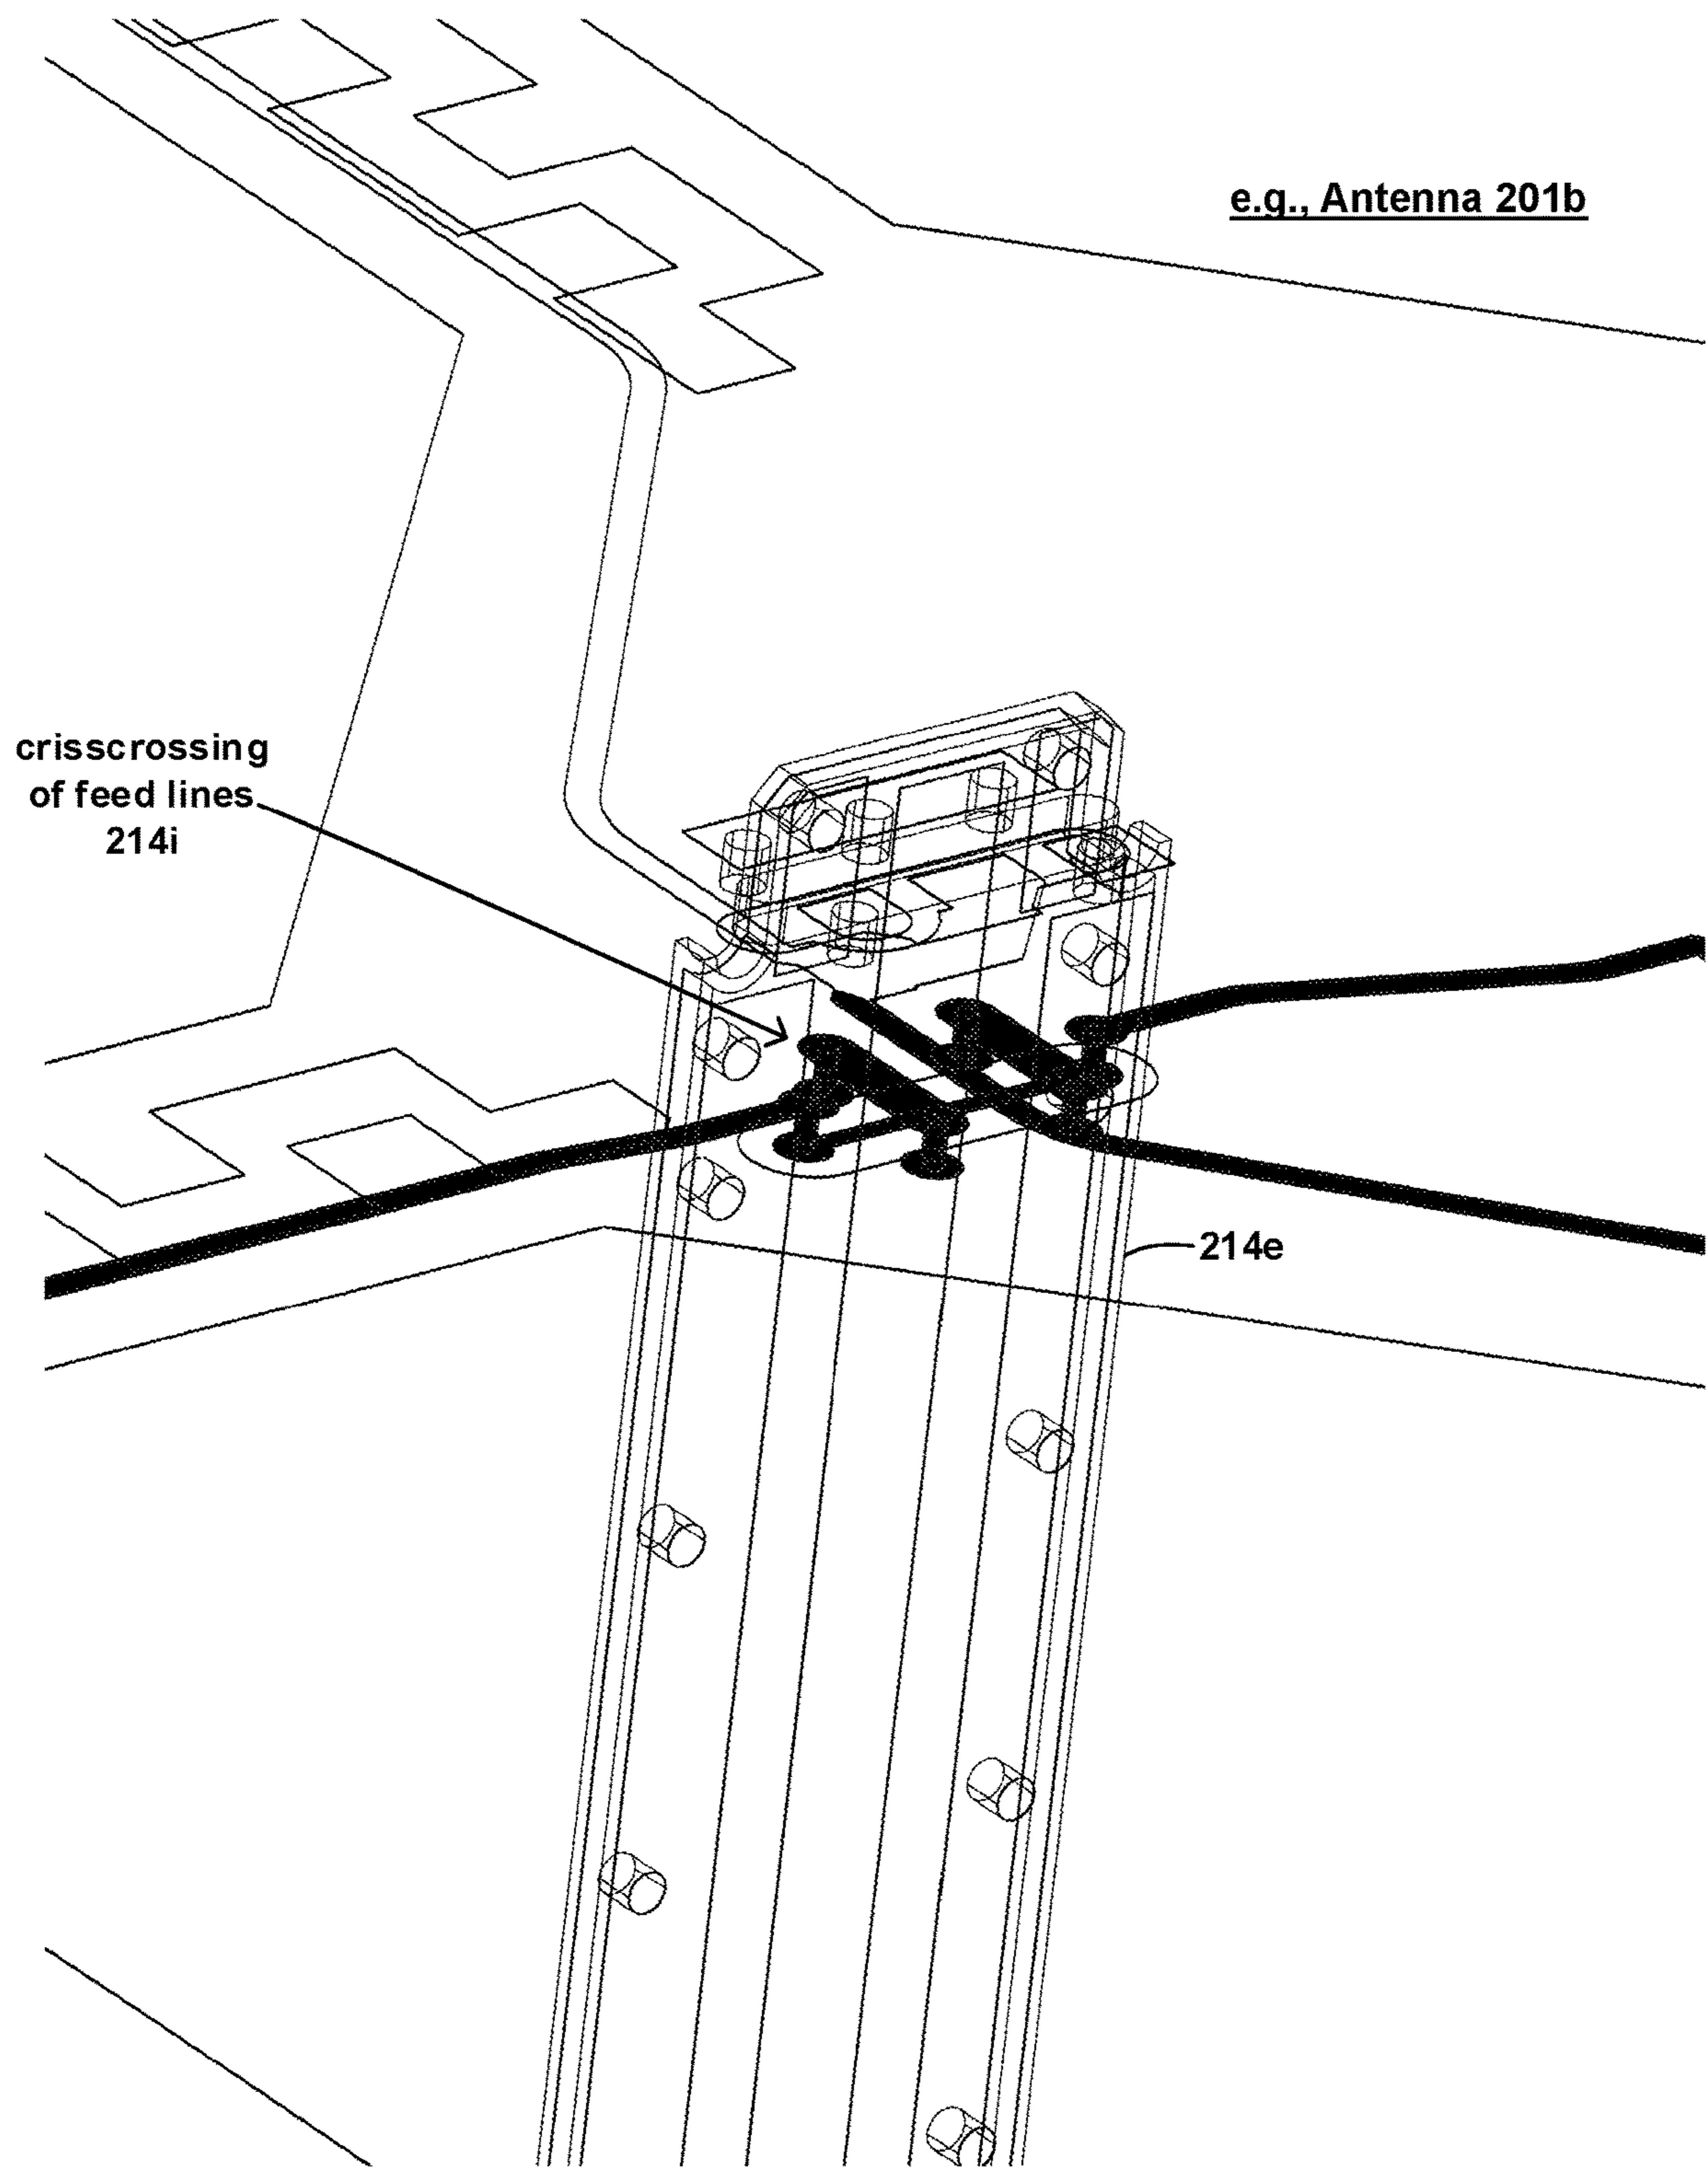 e.g., Antenna 201b
crisscrossing
of feed lines
214i
214e